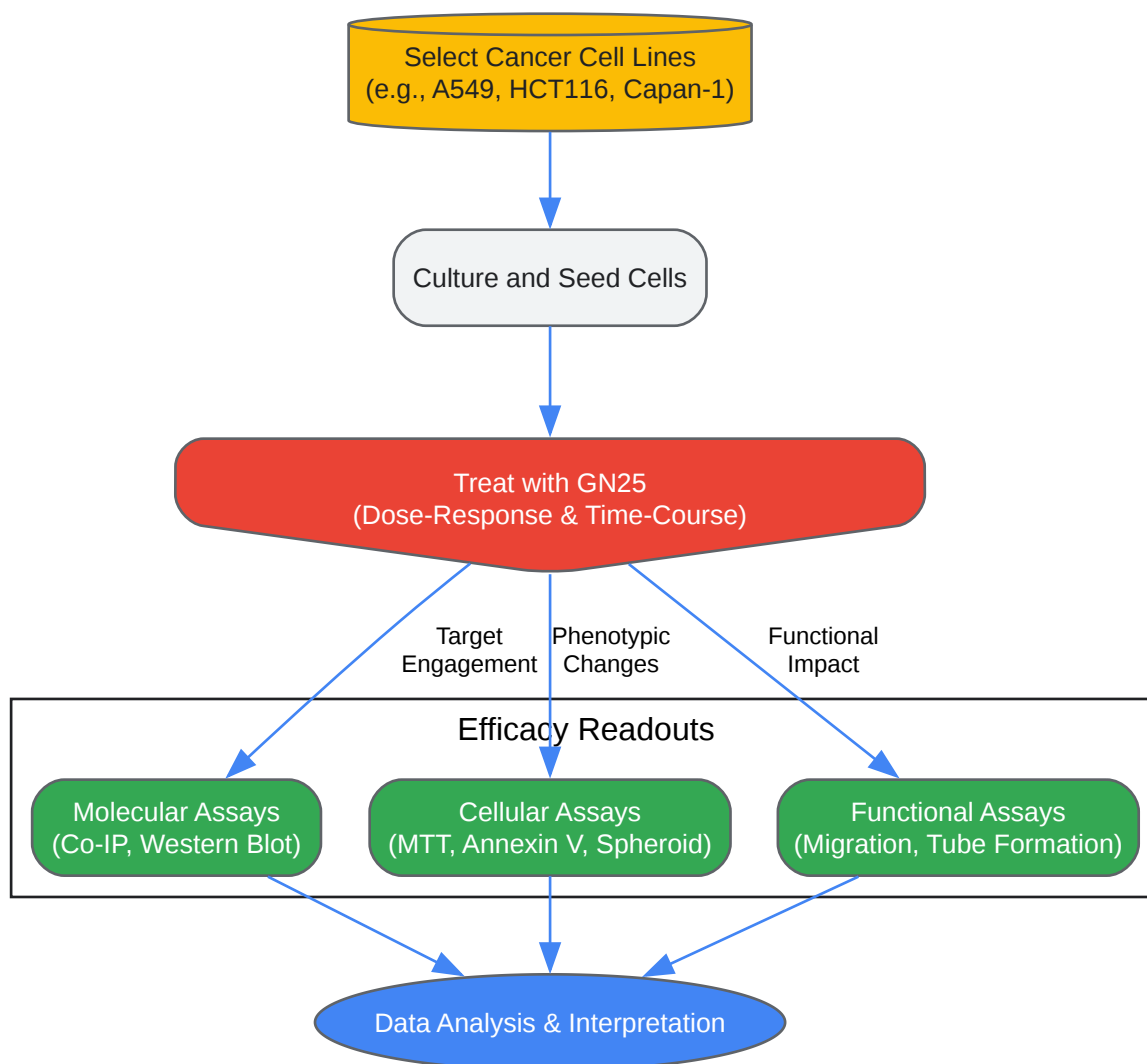 Select Cancer Cell Lines
(e.g., A549, HCT116, Capan-1)
Culture and Seed Cells
Treat with GN25
(Dose-Response & Time-Course)
Target
Engagement
Phenotypic
Changes
Functional
Impact
Efficacy Readouts
Molecular Assays
(Co-IP, Western Blot)
Cellular Assays
(MTT, Annexin V, Spheroid)
Functional Assays
(Migration, Tube Formation)
Data Analysis & Interpretation